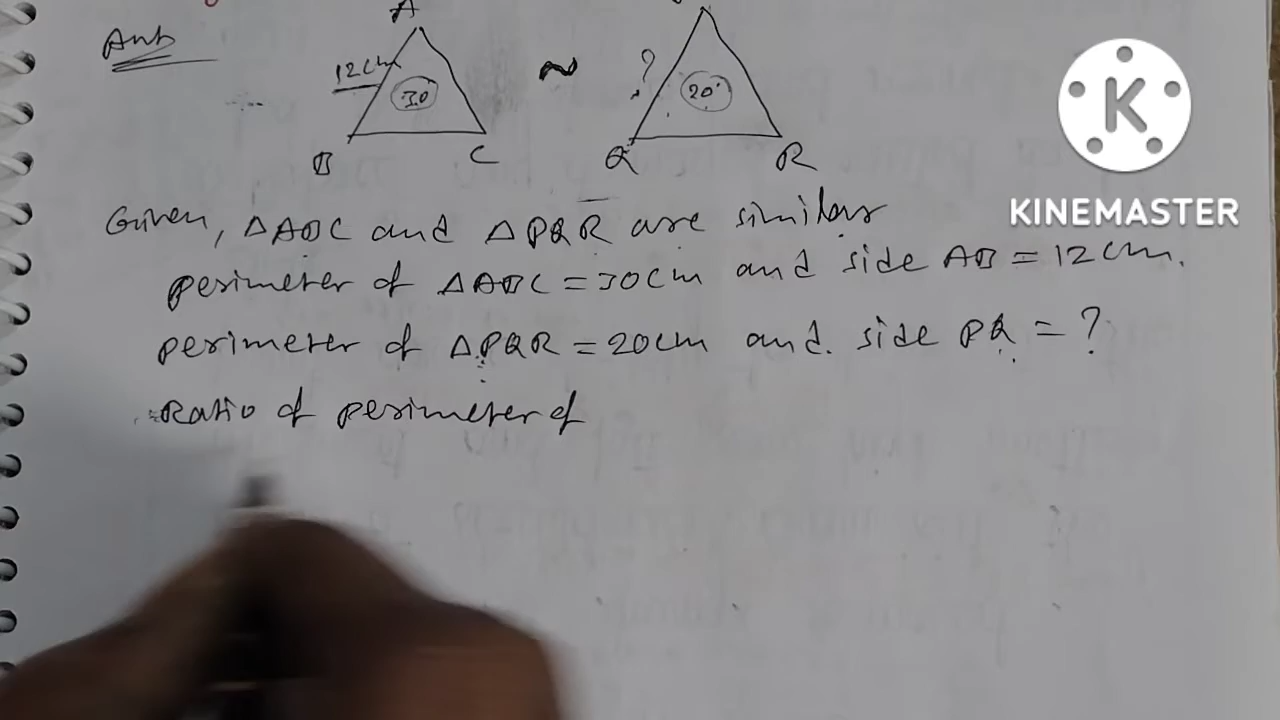 Ans
A
12cm
30
~
?
20
B
C
Q
R
K
KINEMASTER
Given, △ABC and △PQR are similar
perimeter of △ABC = 30cm and side AB = 12cm.
perimeter of △PQR = 20cm and side PQ = ?
Ratio of perimeter of